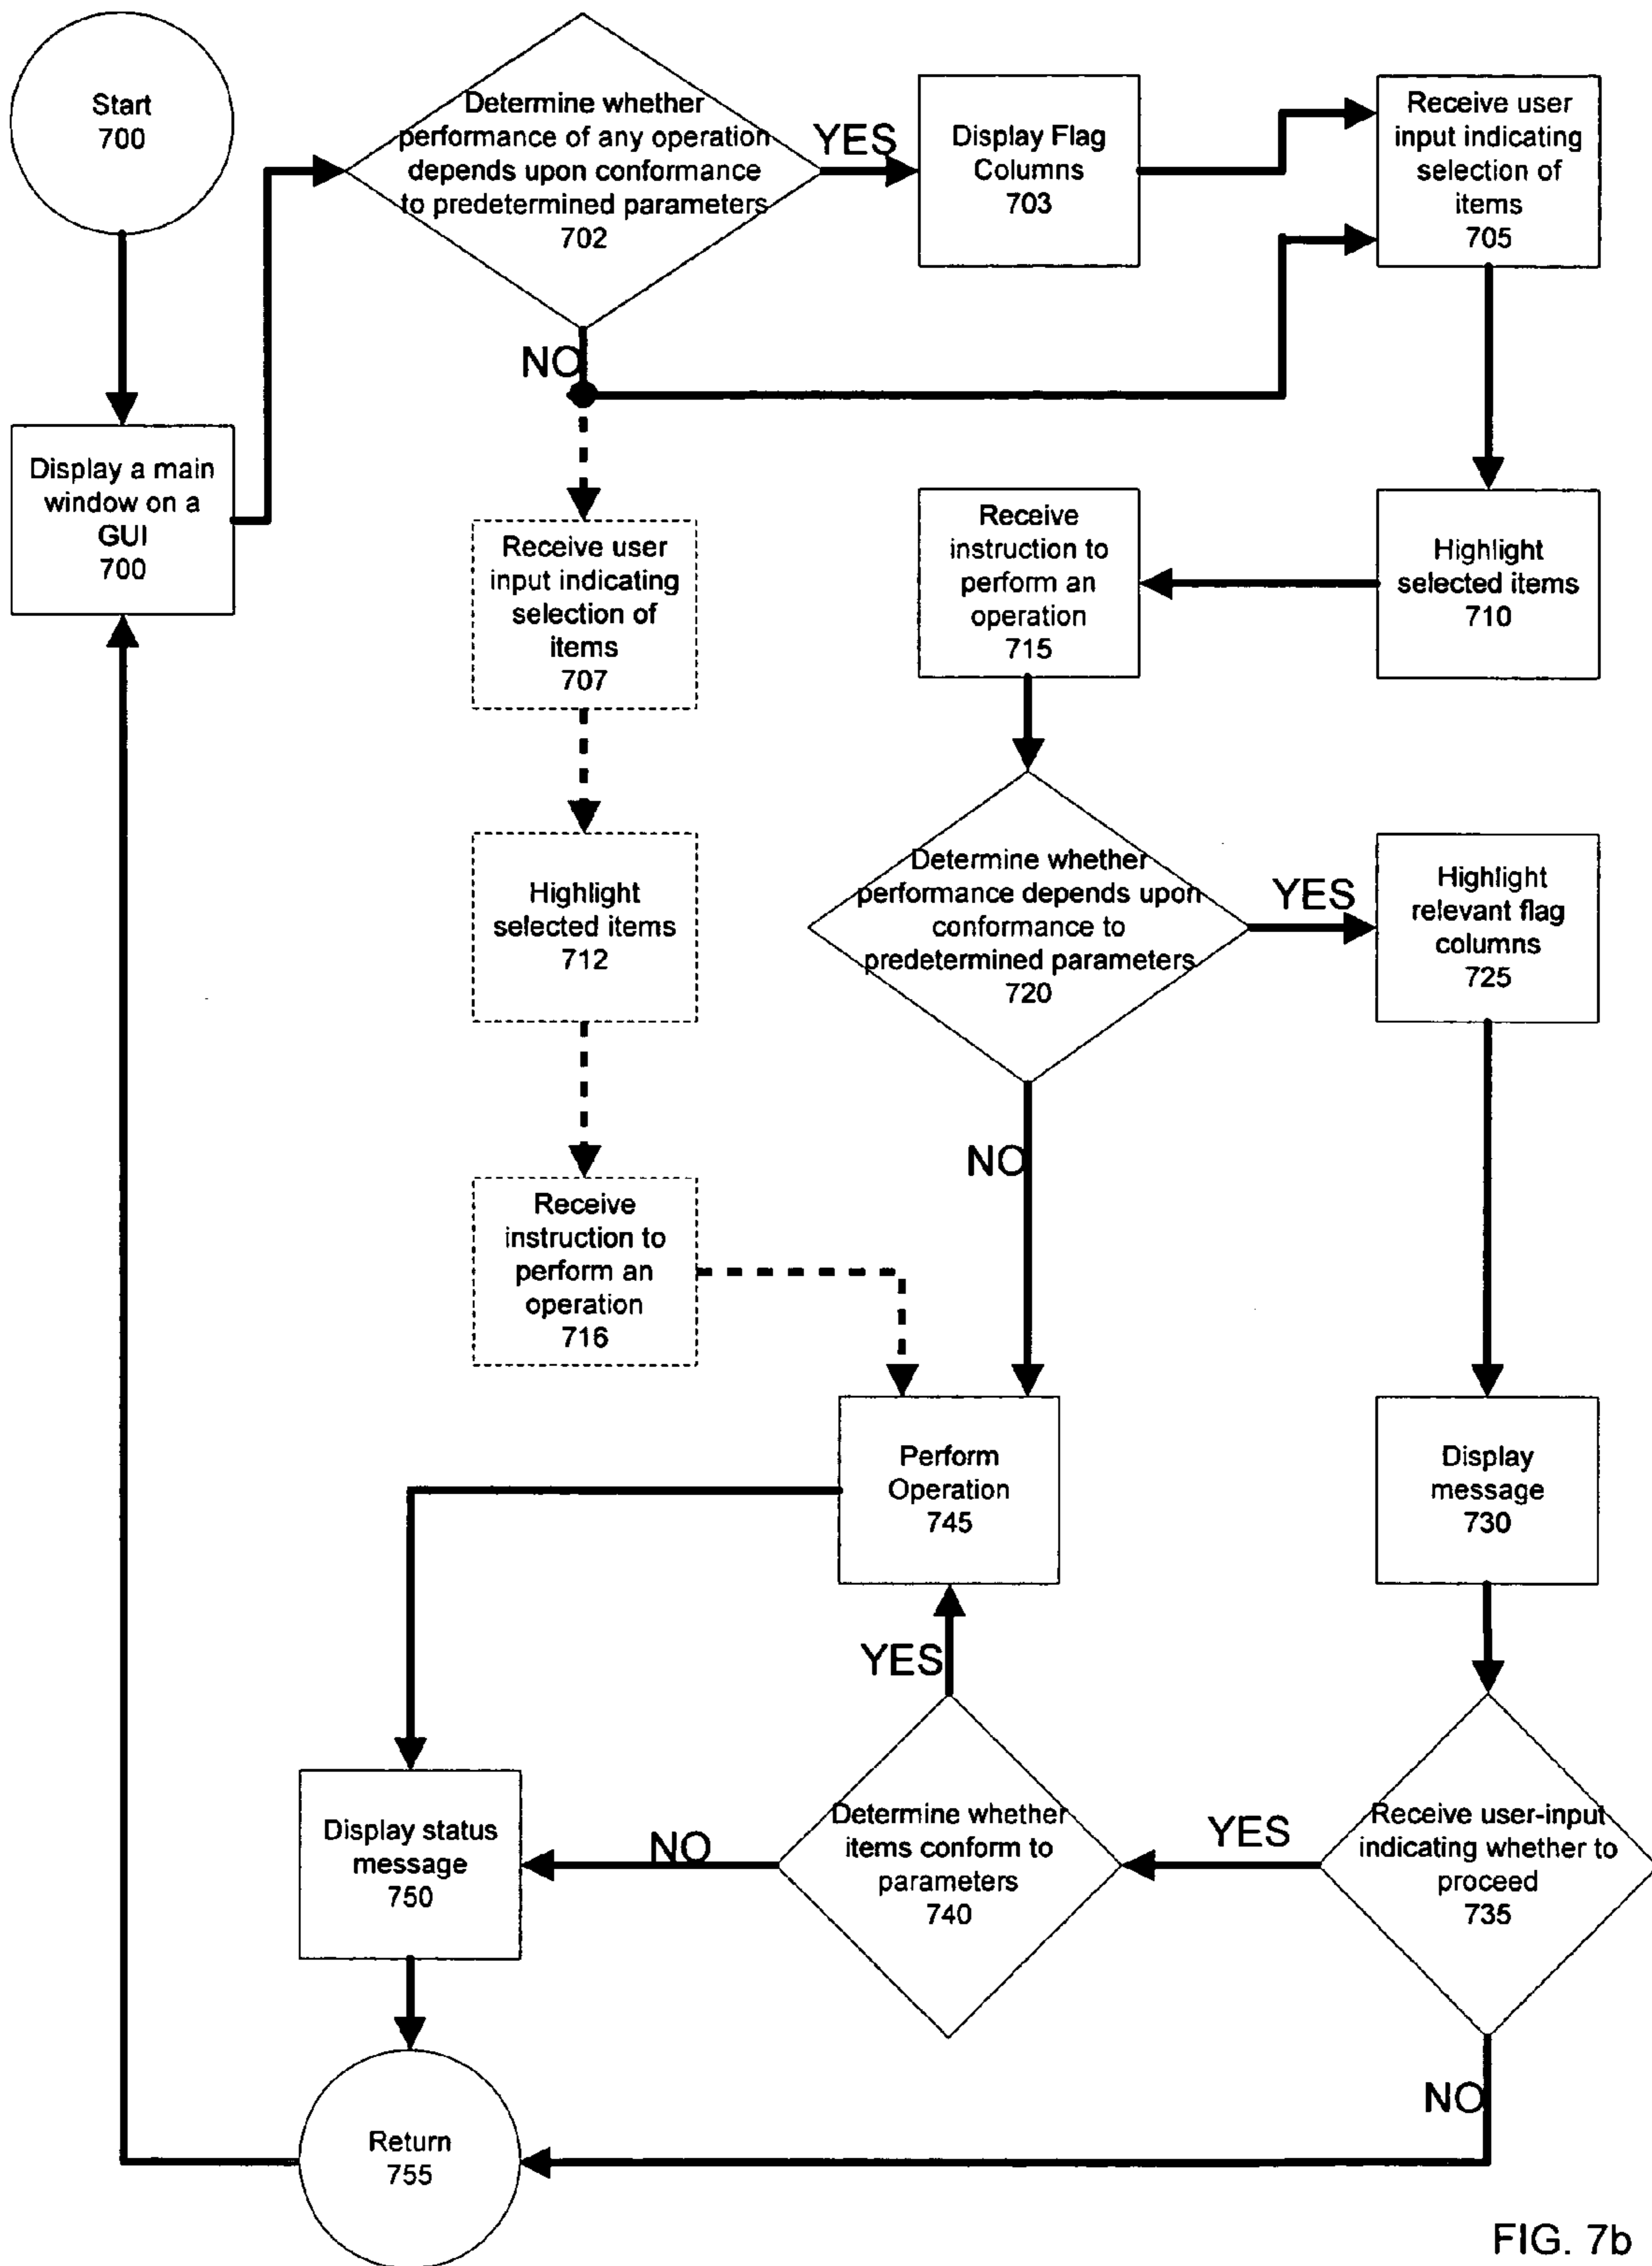 Start
700
Determine whether
performance of any operation
depends upon conformance
to predetermined parameters
702
YES
Display Flag
Columns
703
Receive user
input indicating
selection of
items
705
NO
Display a main
window on a
GUI
700
Receive user
input indicating
selection of
items
707
Receive
instruction to
perform an
operation
715
Highlight
selected items
710
Highlight
selected items
712
Determine whether
performance depends upon
conformance to
predetermined parameters
720
YES
Highlight
relevant flag
columns
725
NO
Receive
instruction to
perform an
operation
716
Perform
Operation
745
Display
message
730
YES
Display status
message
750
NO
Determine whether
items conform to
parameters
740
YES
Receive user-input
indicating whether to
proceed
735
NO
Return
755
FIG. 7b